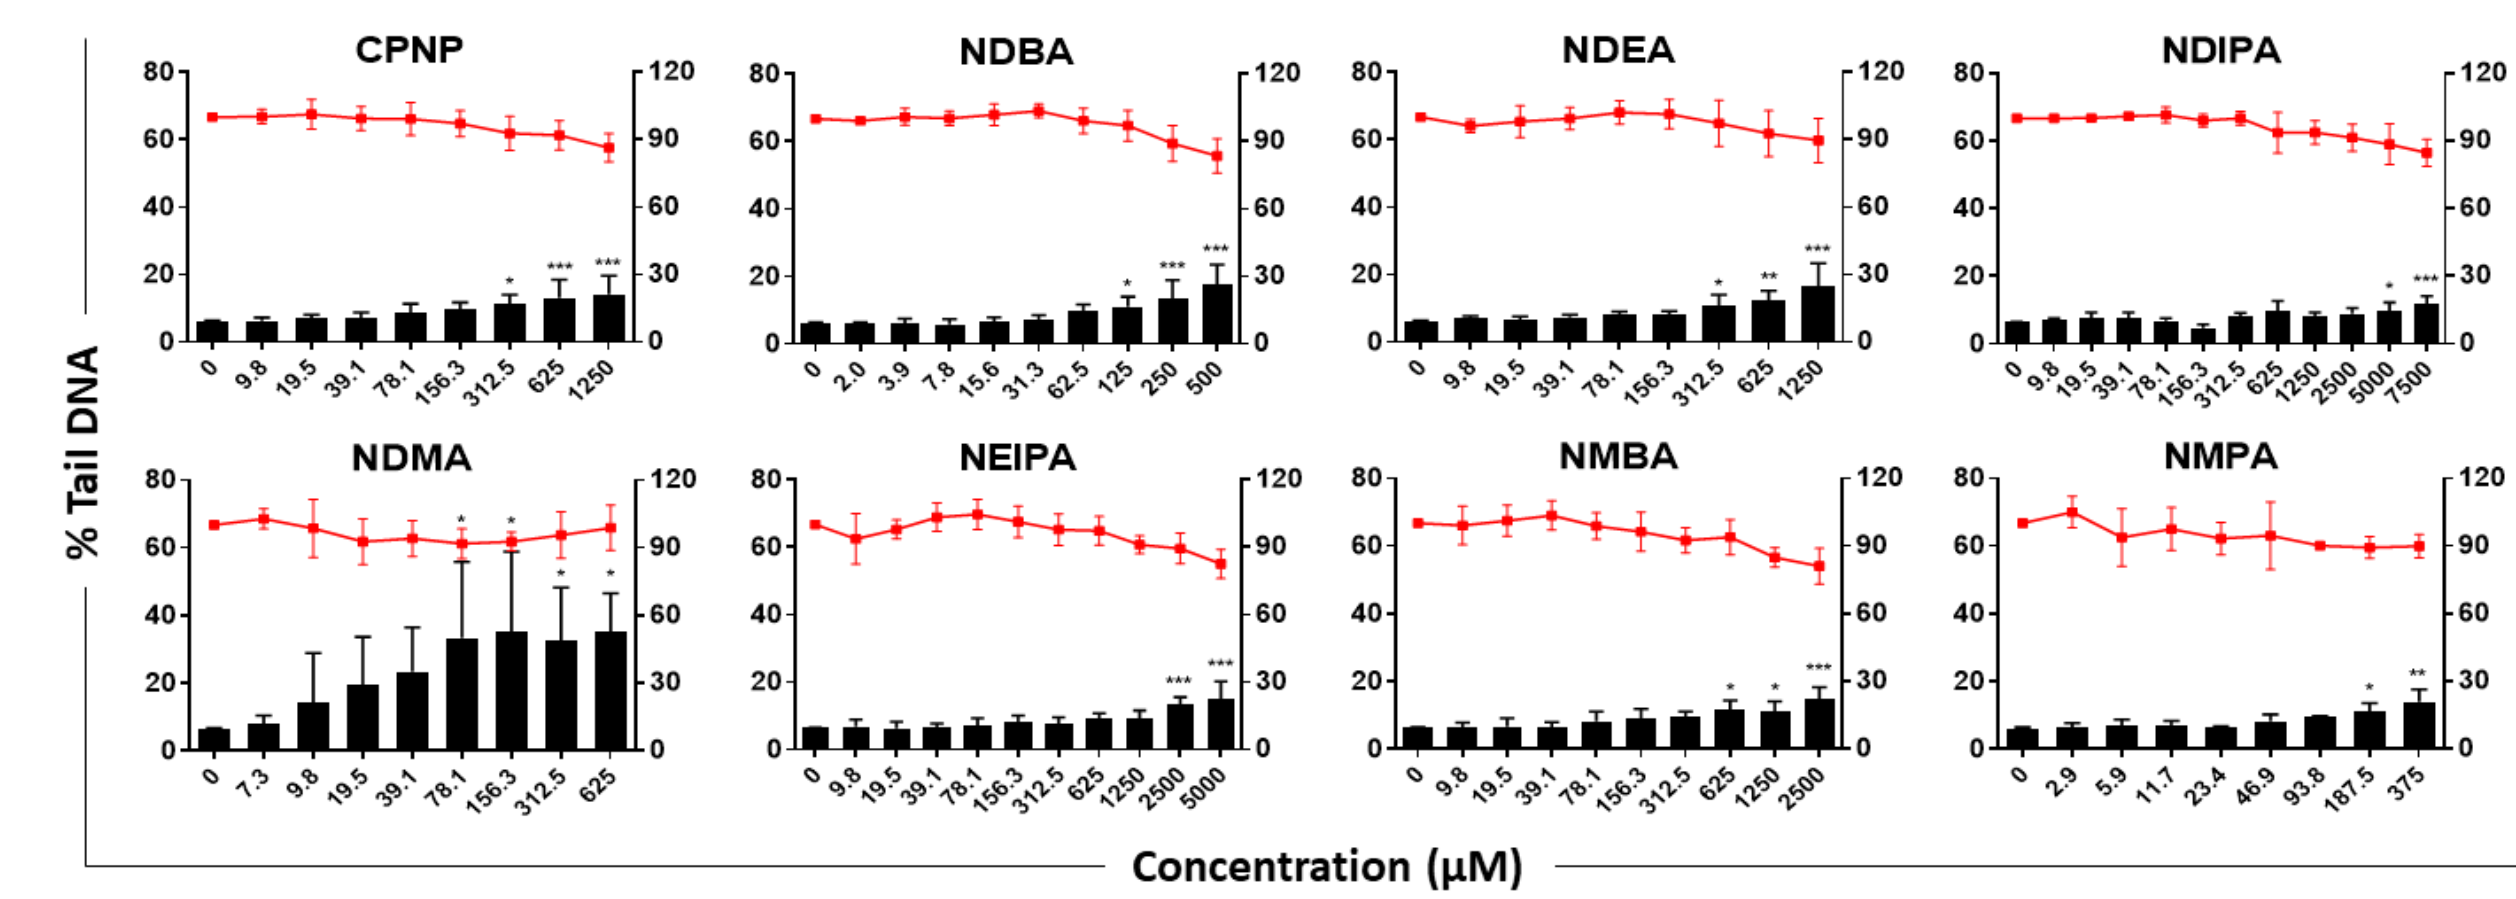 CPNP
80 60 40 20 0
120 90 60 30 0
* *** ***
0 9.8 19.5 39.1 78.1 156.3 312.5 625 1250
NDBA
80 60 40 20 0
120 90 60 30 0
* *** ***
0 2.0 3.9 7.8 15.6 31.3 62.5 125 250 500
NDEA
80 60 40 20 0
120 90 60 30 0
* ** ***
0 9.8 19.5 39.1 78.1 156.3 312.5 625 1250
NDIPA
80 60 40 20 0
120 90 60 30 0
* ***
0 9.8 19.5 39.1 78.1 156.3 312.5 625 1250 2500 5000 7500
% Tail DNA
NDMA
80 60 40 20 0
120 90 60 30 0
* * * *
0 7.3 9.8 19.5 39.1 78.1 156.3 312.5 625
NEIPA
80 60 40 20 0
120 90 60 30 0
*** ***
0 9.8 19.5 39.1 78.1 156.3 312.5 625 1250 2500 5000
NMBA
80 60 40 20 0
120 90 60 30 0
* * ***
0 9.8 19.5 39.1 78.1 156.3 312.5 625 1250 2500
NMPA
80 60 40 20 0
120 90 60 30 0
* **
0 2.9 5.9 11.7 23.4 46.9 93.8 187.5 375
Concentration (µM)